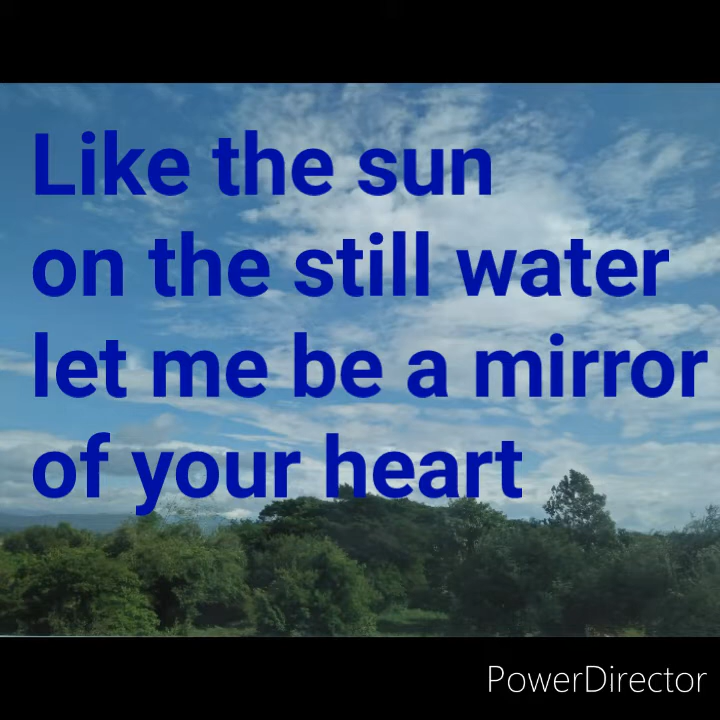 Like the sun
on the still water
let me be a mirror
of your heart
PowerDirector